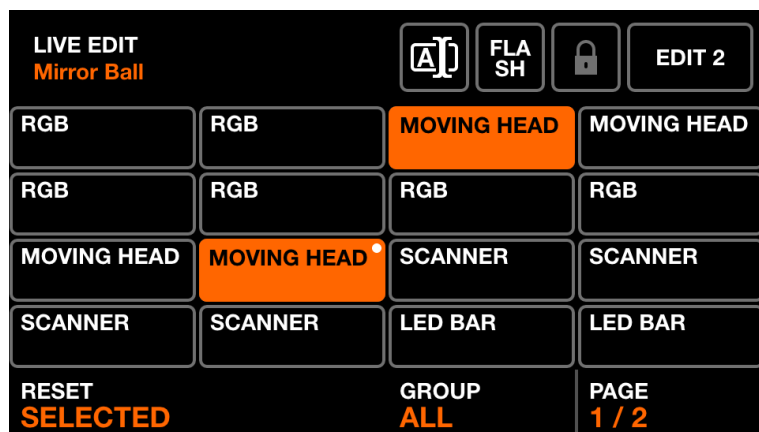 LIVE EDIT
Mirror Ball
A
FLA
SH
EDIT 2
RGB
RGB
MOVING HEAD
MOVING HEAD
RGB
RGB
RGB
RGB
MOVING HEAD
MOVING HEAD
SCANNER
SCANNER
SCANNER
SCANNER
LED BAR
LED BAR
RESET
SELECTED
GROUP
ALL
PAGE
1 / 2